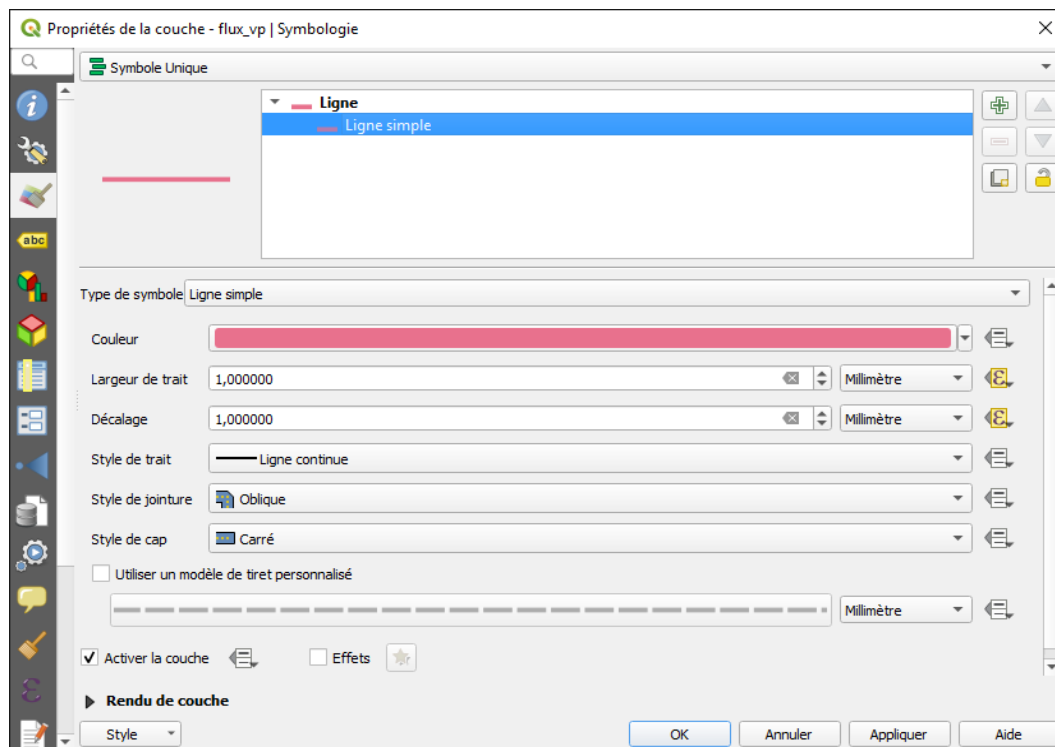 Propriétés de la couche - flux_vp | Symbologie
Symbole Unique
Ligne
Ligne simple
abc
Type de symbole Ligne simple
Couleur
Largeur de trait 1,000000 Millimètre
Décalage 1,000000 Millimètre
Style de trait Ligne continue
Style de jointure Oblique
Style de cap Carré
Utiliser un modèle de tiret personnalisé
Millimètre
Activer la couche Effets
Rendu de couche
Style OK Annuler Appliquer Aide